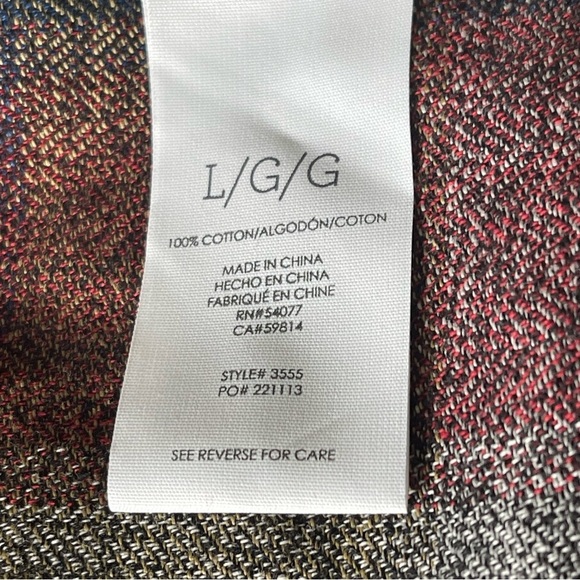 L/G/G
100% COTTON/ALGODÓN/COTON
MADE IN CHINA
HECHO EN CHINA
FABRIQUÉ EN CHINE
RN#54077
CA#59814
STYLE# 3555
PO# 221113
SEE REVERSE FOR CARE